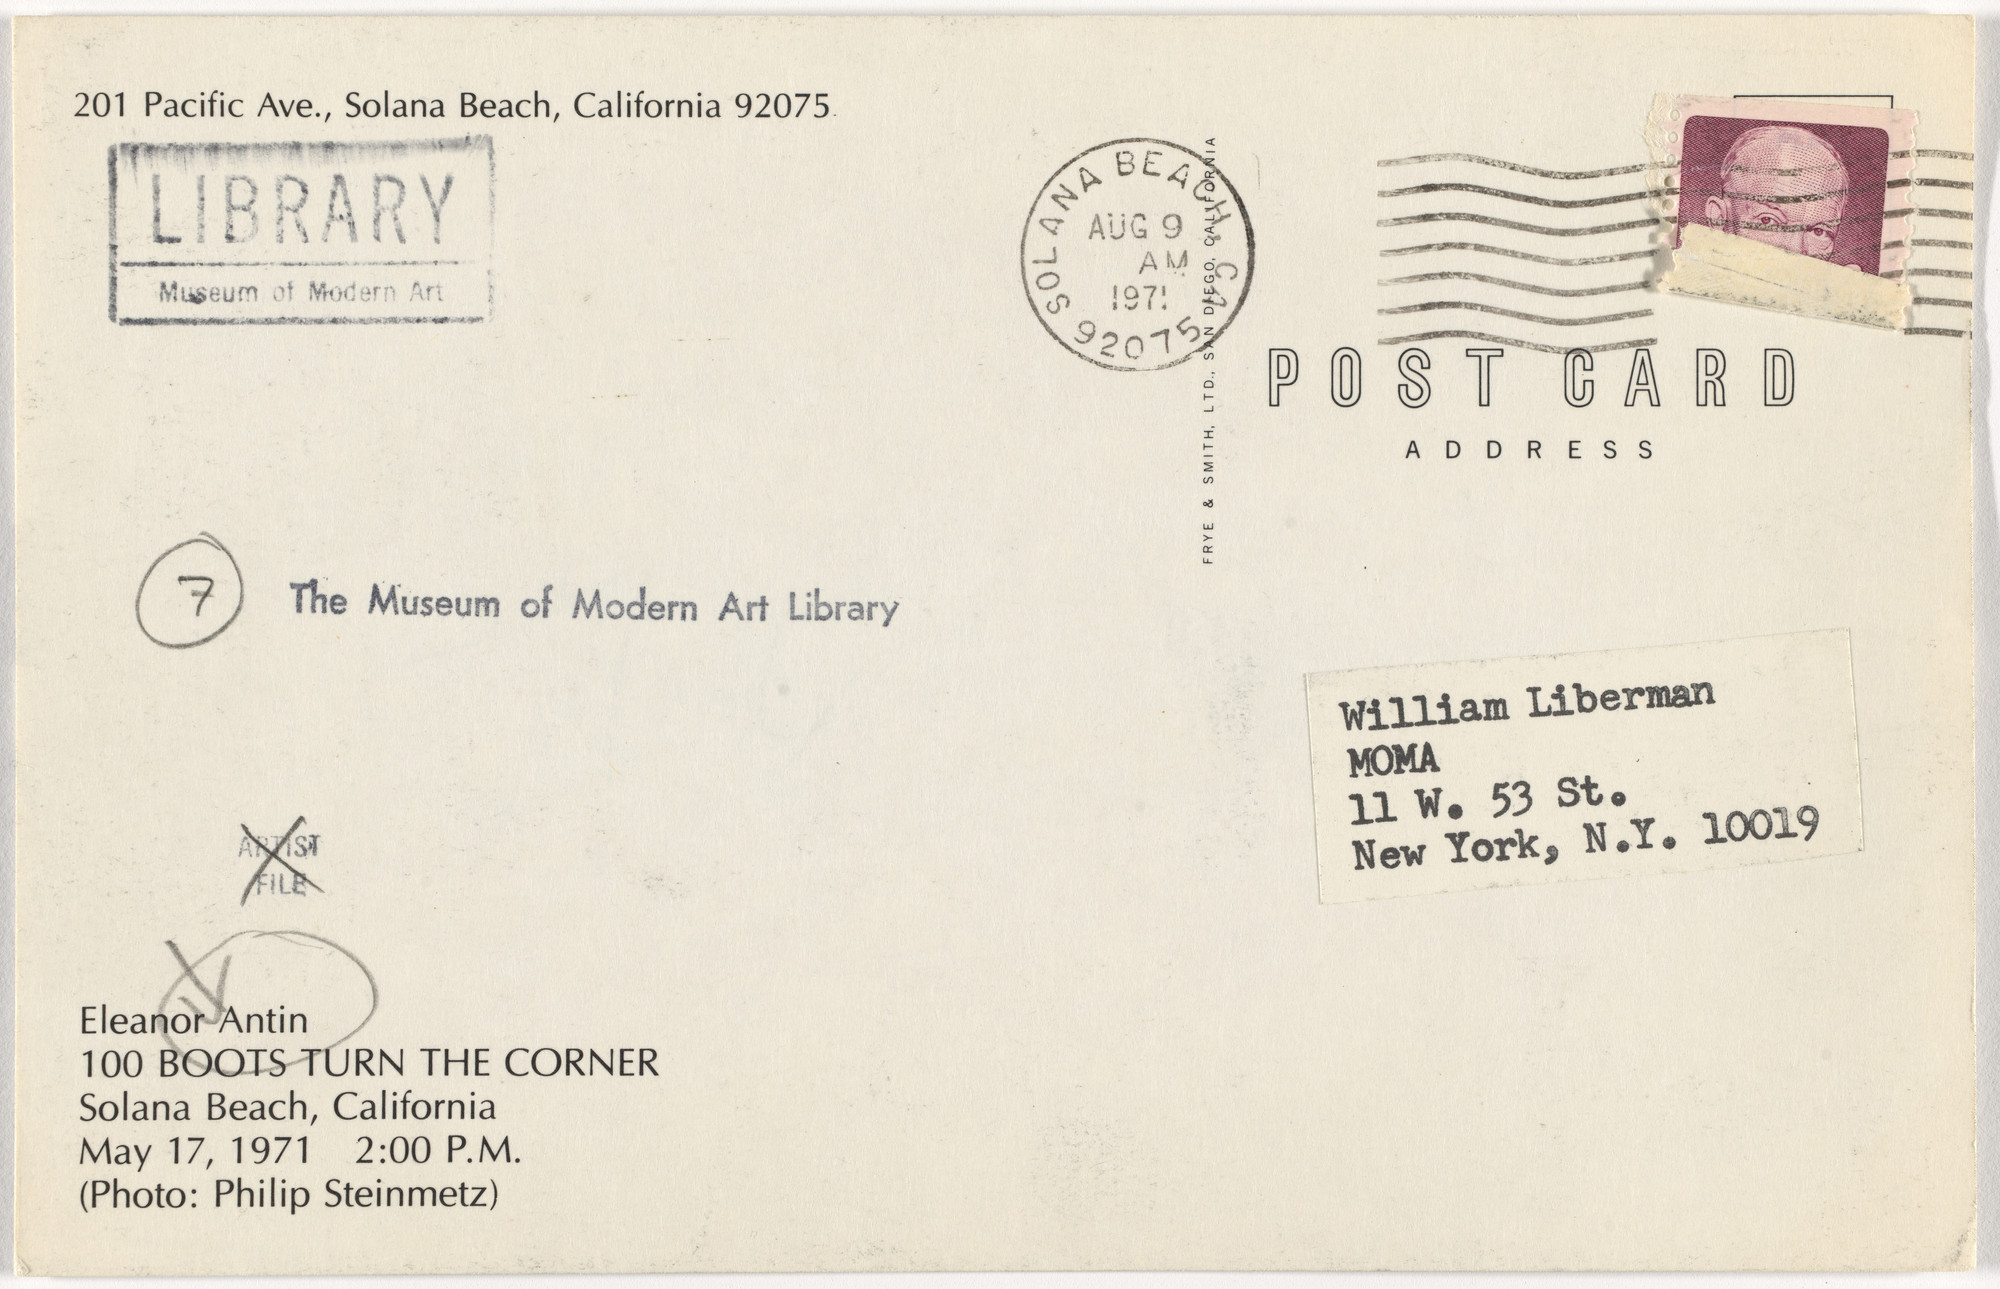 201 Pacific Ave., Solana Beach, California 92075
LIBRARY
Museum of Modern Art
SOLANA BEACH, CA
AUG 9
AM
1971
92075
FRYE & SMITH, LTD., SAN DIEGO, CALIFORNIA
POST CARD
ADDRESS
7
The Museum of Modern Art Library
William Liberman
MOMA
11 W. 53 St.
New York, N.Y. 10019
ARTIST
FILE
Eleanor Antin
100 BOOTS TURN THE CORNER
Solana Beach, California
May 17, 1971 2:00 P.M.
(Photo: Philip Steinmetz)